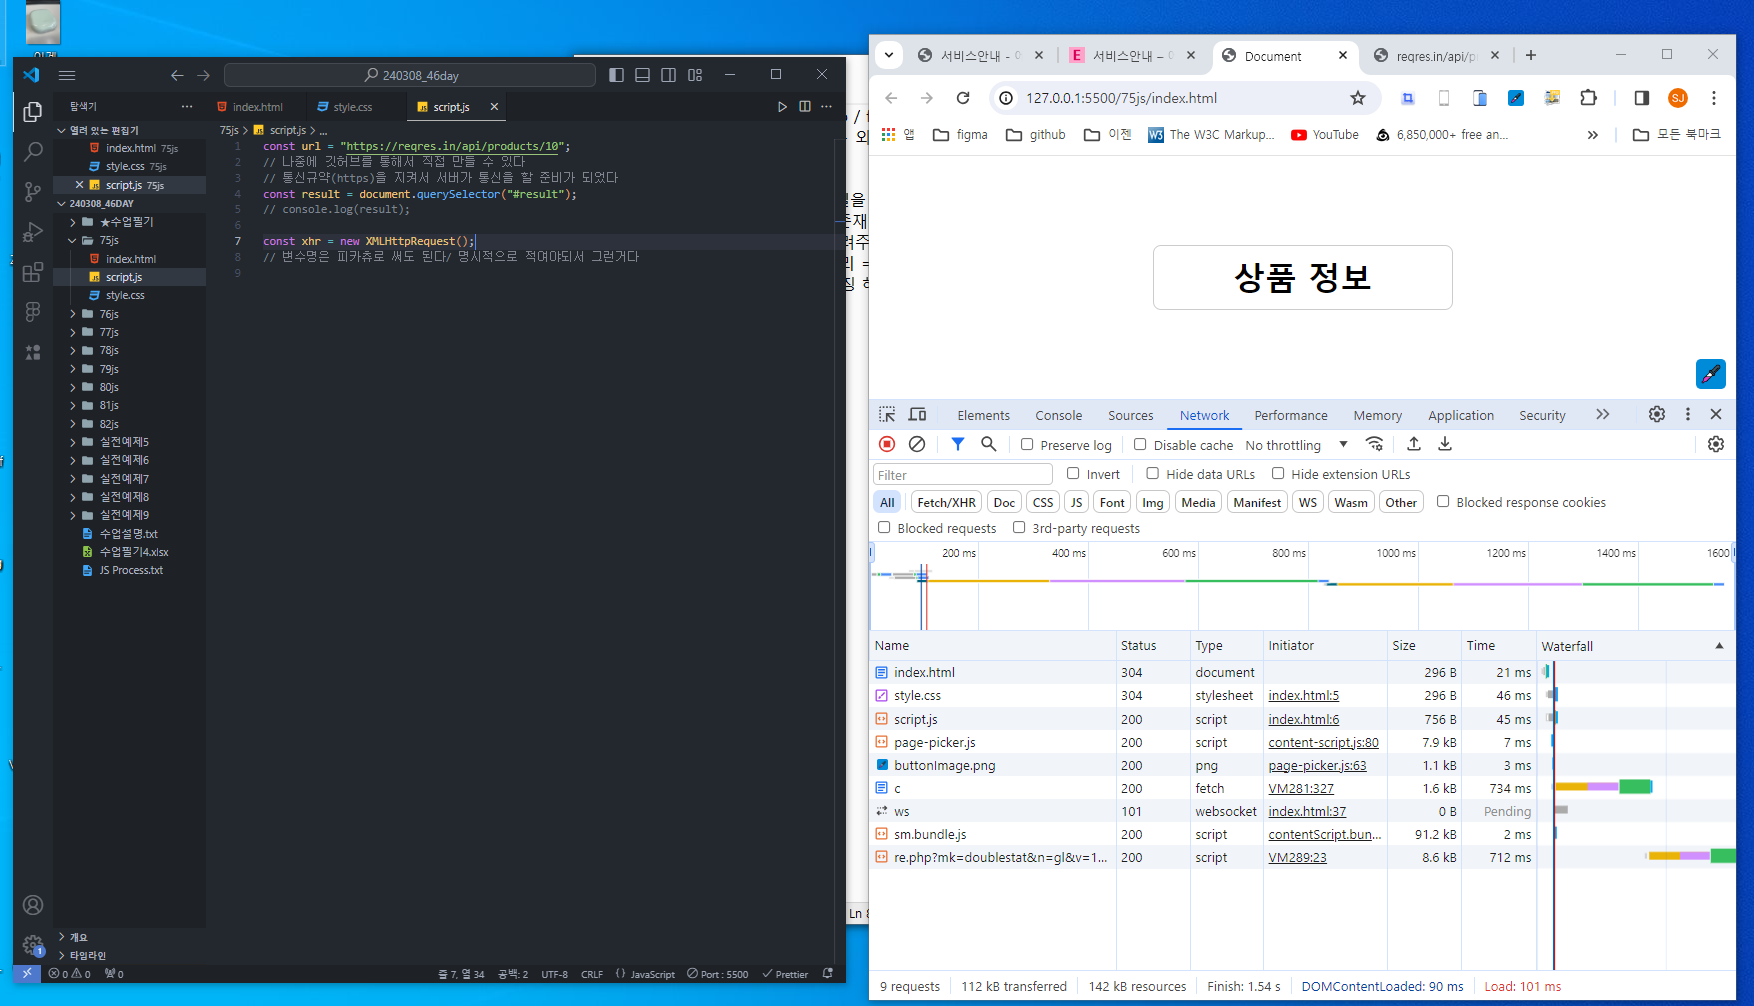 240308_46day
탐색기
index.html
style.css
script.js
열려 있는 편집기
index.html 75js
style.css 75js
script.js 75js
240308_46DAY
★수업필기
75js
index.html
script.js
style.css
76js
77js
78js
79js
80js
81js
82js
실전예제5
실전예제6
실전예제7
실전예제8
실전예제9
수업설명.txt
수업필기4.xlsx
JS Process.txt
개요
타임라인
75js > script.js > ...
1 const url = "https://reqres.in/api/products/10";
2 // 나중에 깃허브를 통해서 직접 만들 수 있다
3 // 통신규약(https)을 지켜서 서버가 통신을 할 준비가 되었다
4 const result = document.querySelector("#result");
5 // console.log(result);
6
7 const xhr = new XMLHttpRequest();
8 // 변수명은 피카츄로 써도 된다/ 명시적으로 적여야되서 그런거다
9
0 0 0 줄 7, 열 34 공백: 2 UTF-8 CRLF {} JavaScript Port : 5500 Prettier
Ln 8
서비스안내 -
서비스안내 –
Document
reqres.in/api/p
127.0.0.1:5500/75js/index.html
SJ
앱 figma github 이젠 The W3C Markup... YouTube 6,850,000+ free an... » 모든 북마크
상품 정보
Elements Console Sources Network Performance Memory Application Security
Preserve log Disable cache No throttling
Filter Invert Hide data URLs Hide extension URLs
All Fetch/XHR Doc CSS JS Font Img Media Manifest WS Wasm Other Blocked response cookies
Blocked requests 3rd-party requests
200 ms 400 ms 600 ms 800 ms 1000 ms 1200 ms 1400 ms 1600
Name Status Type Initiator Size Time Waterfall
index.html 304 document 296 B 21 ms
style.css 304 stylesheet index.html:5 296 B 46 ms
script.js 200 script index.html:6 756 B 45 ms
page-picker.js 200 script content-script.js:80 7.9 kB 7 ms
buttonImage.png 200 png page-picker.js:63 1.1 kB 3 ms
c 200 fetch VM281:327 1.6 kB 734 ms
ws 101 websocket index.html:37 0 B Pending
sm.bundle.js 200 script contentScript.bun... 91.2 kB 2 ms
re.php?mk=doublestat&n=gl&v=1... 200 script VM289:23 8.6 kB 712 ms
9 requests 112 kB transferred 142 kB resources Finish: 1.54 s DOMContentLoaded: 90 ms Load: 101 ms